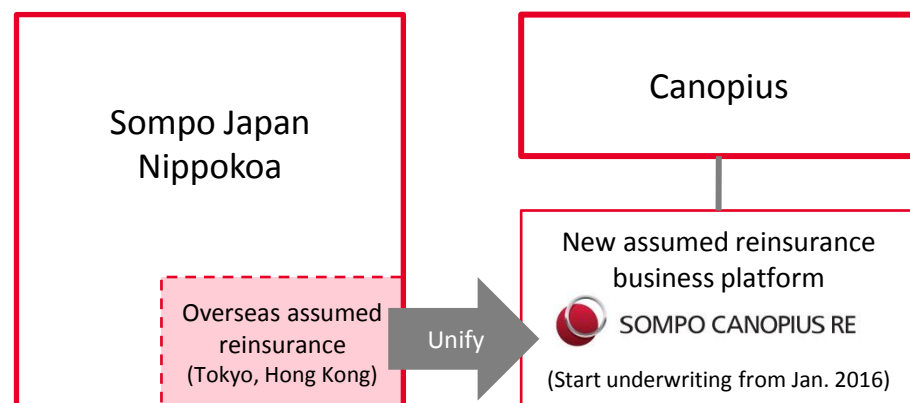 Sompo Japan
Nippokoa
Overseas assumed
reinsurance
(Tokyo, Hong Kong)
Unify
Canopius
New assumed reinsurance
business platform
SOMPO CANOPIUS RE
(Start underwriting from Jan. 2016)